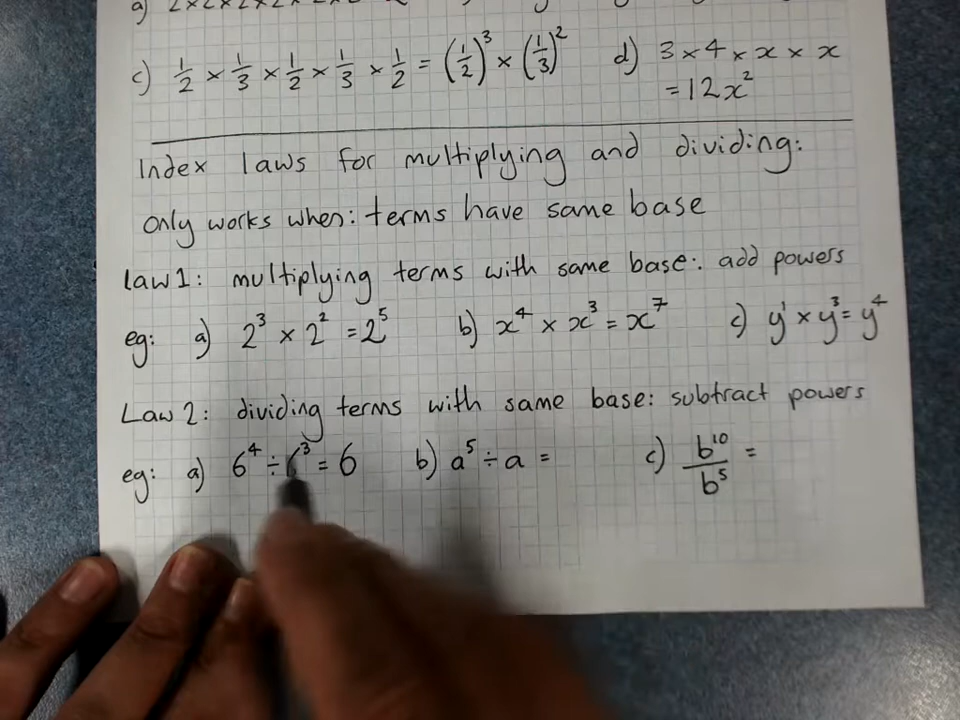 c) 1/2 × 1/3 × 1/2 × 1/3 × 1/2 = (1/2)³ × (1/3)² d) 3 × 4 × x × x
= 12x²
Index laws for multiplying and dividing:
only works when: terms have same base
Law 1: multiplying terms with same base: add powers
eg: a) 2³ × 2² = 2⁵ b) x⁴ × x³ = x⁷ c) y¹ × y³ = y⁴
Law 2: dividing terms with same base: subtract powers
eg: a) 6⁴ ÷ 6³ = 6 b) a⁵ ÷ a = c) b¹⁰/b⁵ =